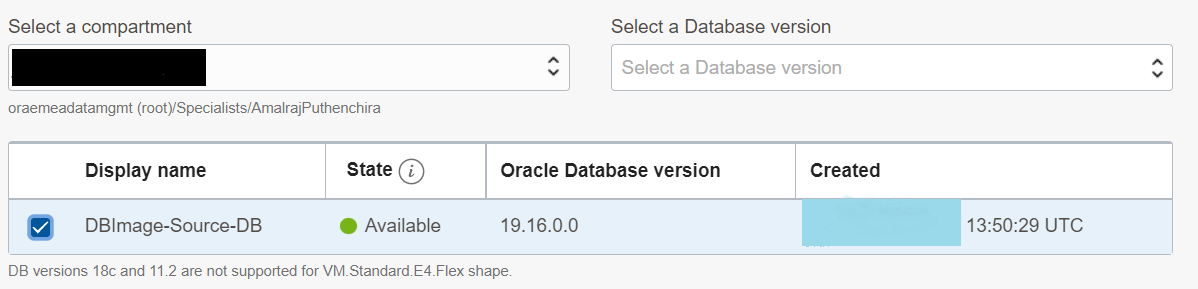 Select a compartment
Select a Database version
Select a Database version
oraemeadatamgmt (root)/Specialists/AmalrajPuthenchira
Display name State i Oracle Database version Created
DBImage-Source-DB Available 19.16.0.0 13:50:29 UTC
DB versions 18c and 11.2 are not supported for VM.Standard.E4.Flex shape.